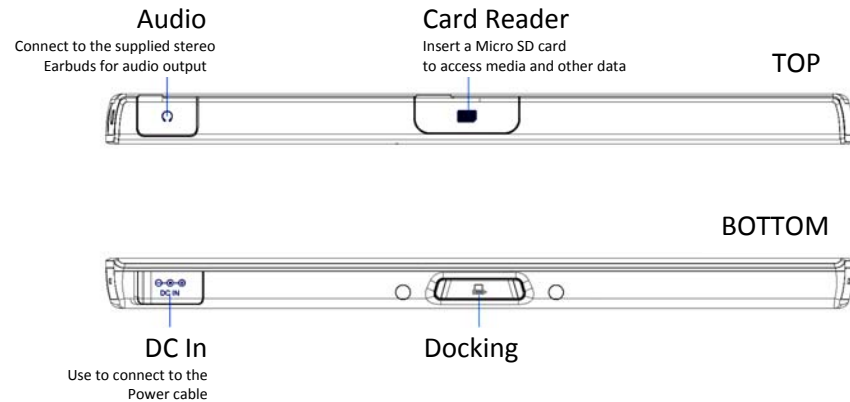 Audio
Connect to the supplied stereo
Earbuds for audio output
Card Reader
Insert a Micro SD card
to access media and other data
TOP
BOTTOM
DC IN
DC In
Use to connect to the
Power cable
Docking